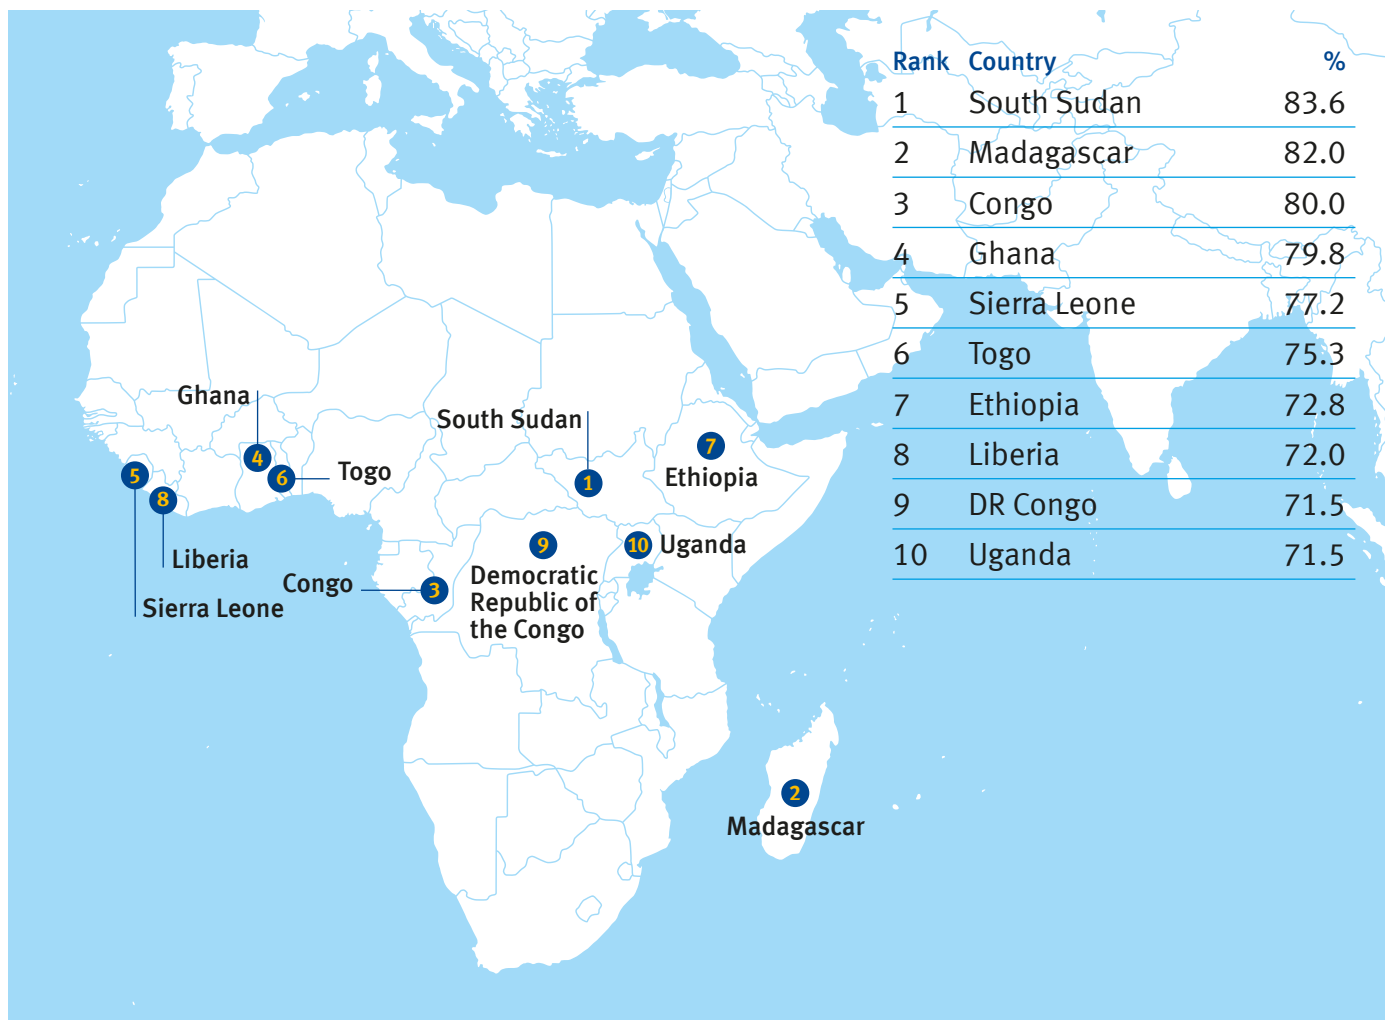 Rank Country %
1 South Sudan 83.6
2 Madagascar 82.0
3 Congo 80.0
4 Ghana 79.8
5 Sierra Leone 77.2
6 Togo 75.3
7 Ethiopia 72.8
8 Liberia 72.0
9 DR Congo 71.5
10 Uganda 71.5
Ghana
South Sudan
4
7
6
Togo
5
1
Ethiopia
8
Liberia
9
10 Uganda
Congo
3
Democratic
Republic of
the Congo
Sierra Leone
2
Madagascar